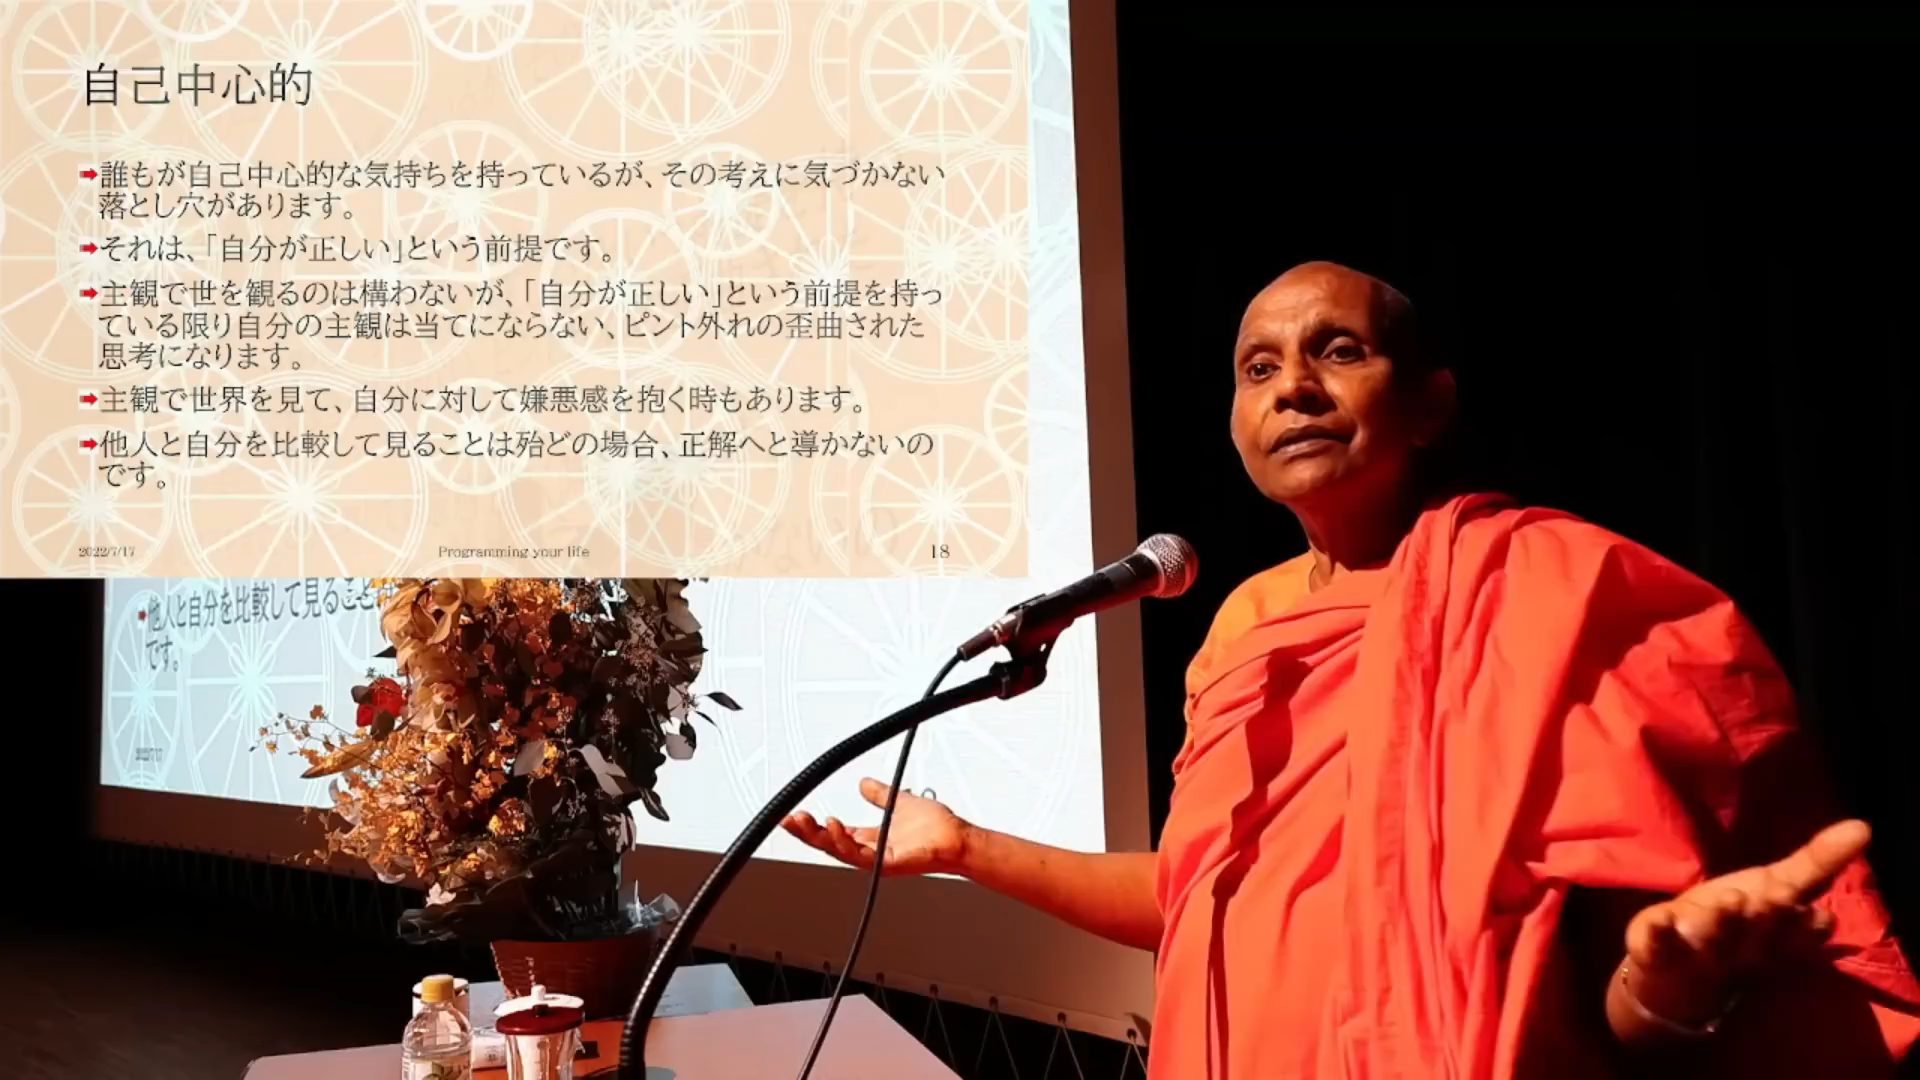 自己中心的
誰もが自己中心的な気持ちを持っているが、その考えに気づかない
落とし穴があります。
それは、「自分が正しい」という前提です。
主観で世を観るのは構わないが、「自分が正しい」という前提を持っ
ている限り自分の主観は当てにならない、ピント外れの歪曲された
思考になります。
主観で世界を見て、自分に対して嫌悪感を抱く時もあります。
他人と自分を比較して見ることは殆どの場合、正解へと導かないの
です。
2022/7/17
Programming your life
18
他人と自分を比較して見ること
です。